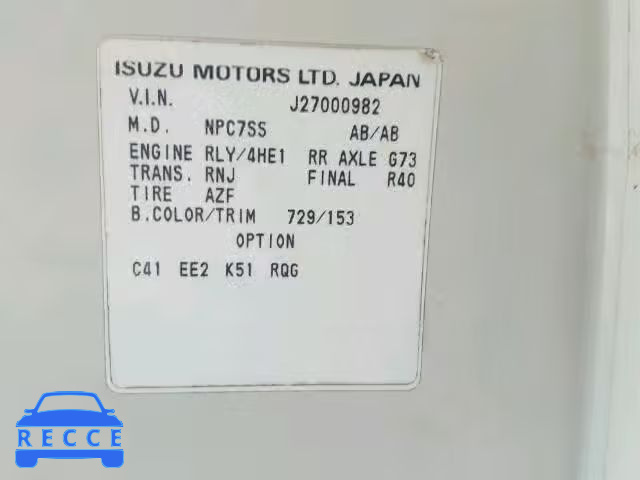 ISUZU MOTORS LTD. JAPAN
V.I.N. J27000982
M.D. NPC7SS AB/AB
ENGINE RLY/4HE1 RR AXLE G73
TRANS. RNJ FINAL R40
TIRE AZF
B.COLOR/TRIM 729/153
OPTION
C41 EE2 K51 RQG
RECCE